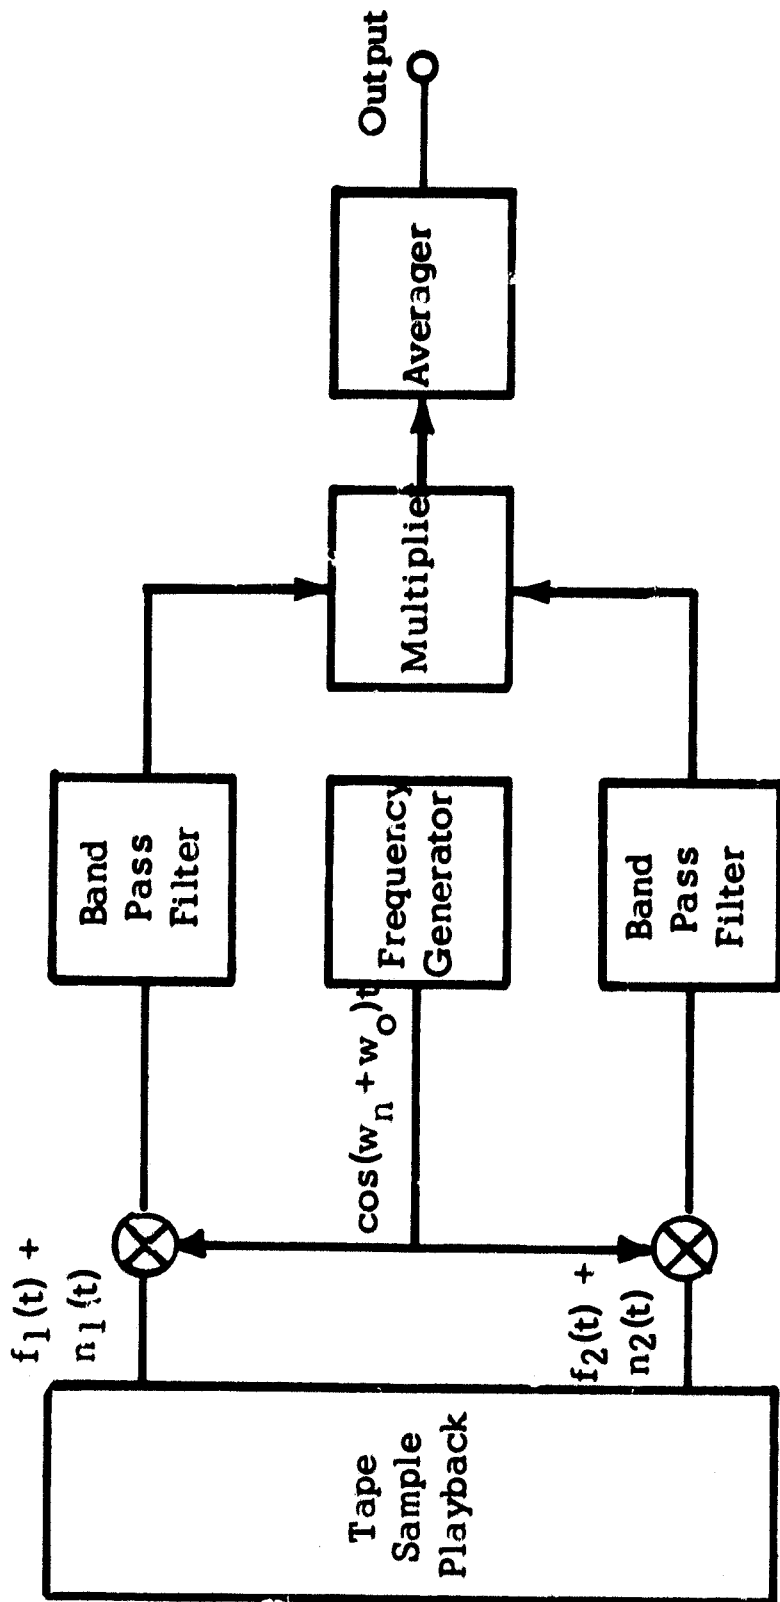 Tape
Sample
Playback
f₁(t) +
n₁(t)
f₂(t) +
n₂(t)
cos(wₙ+w₀)t
Band
Pass
Filter
Frequency
Generator
Band
Pass
Filter
Multiplier
Averager
Output